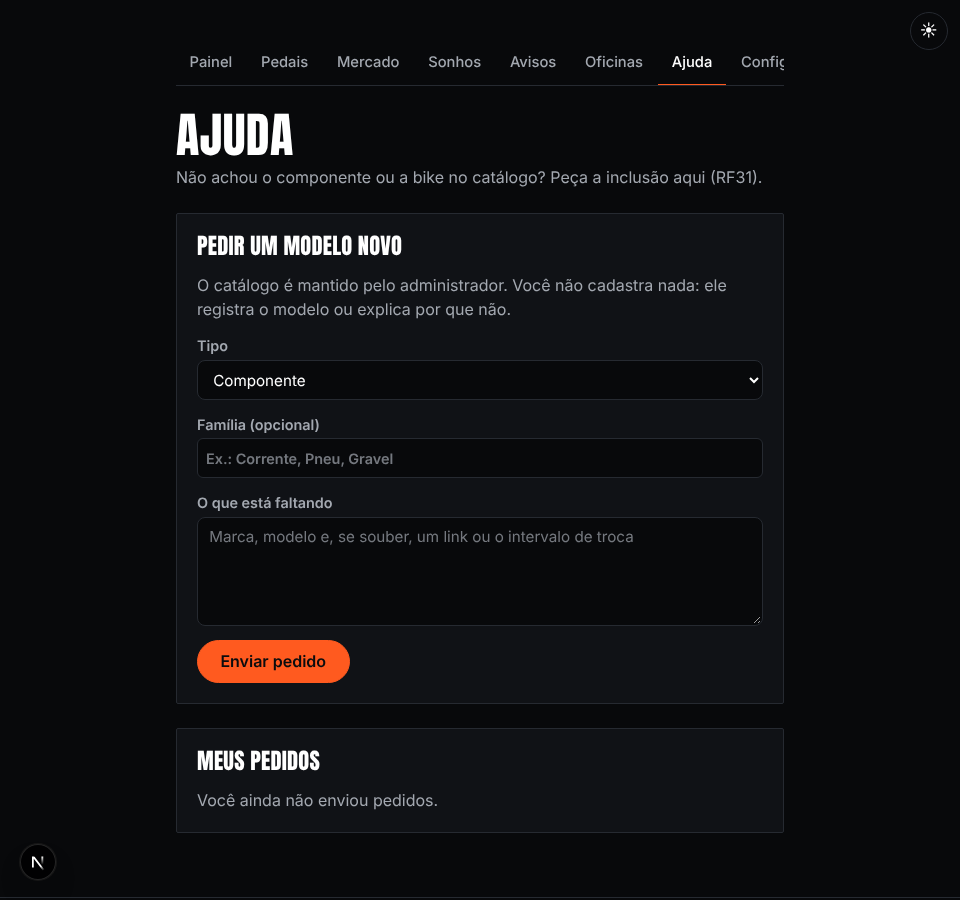 Painel Pedais Mercado Sonhos Avisos Oficinas Ajuda Config
AJUDA
Não achou o componente ou a bike no catálogo? Peça a inclusão aqui (RF31).
PEDIR UM MODELO NOVO
O catálogo é mantido pelo administrador. Você não cadastra nada: ele
registra o modelo ou explica por que não.
Tipo
Componente
Família (opcional)
Ex.: Corrente, Pneu, Gravel
O que está faltando
Marca, modelo e, se souber, um link ou o intervalo de troca
Enviar pedido
MEUS PEDIDOS
Você ainda não enviou pedidos.
N